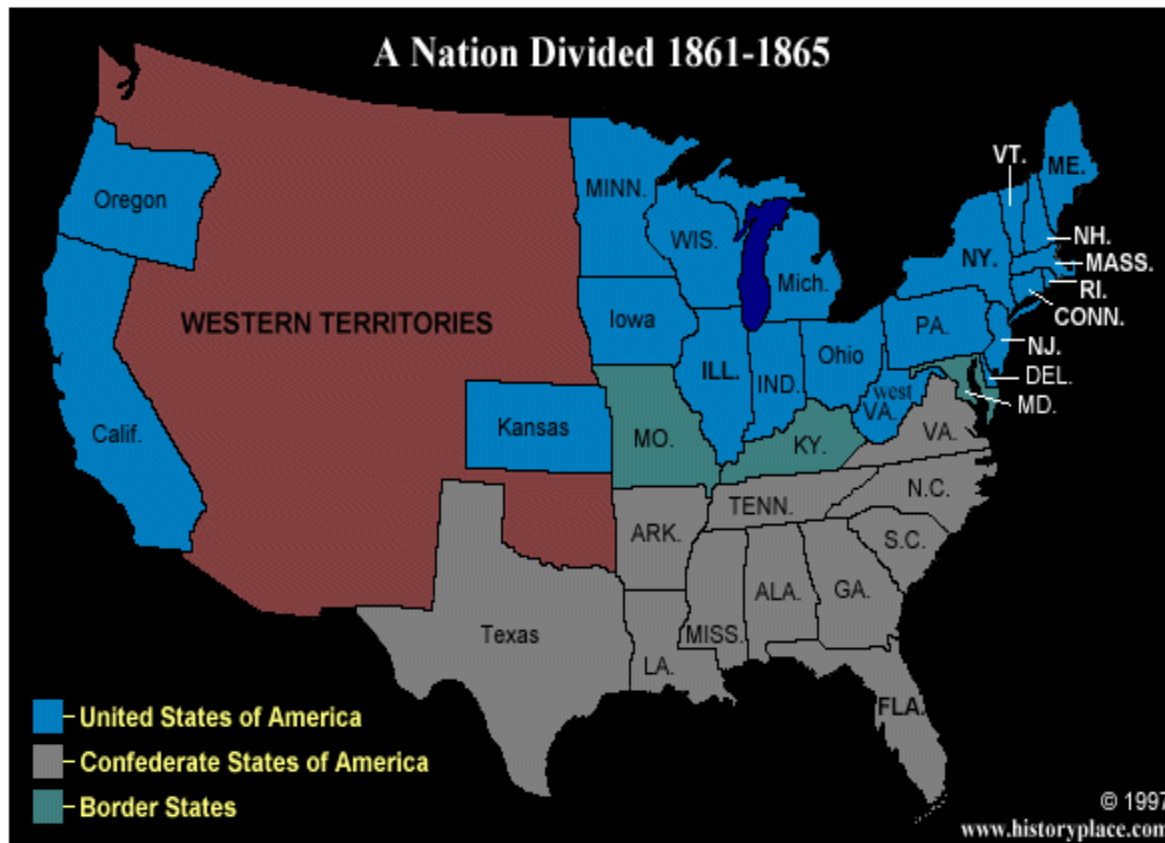 A Nation Divided 1861-1865
VT.
ME.
Oregon
MINN.
WIS.
Mich.
NY.
NH.
MASS.
RI.
CONN.
WESTERN TERRITORIES
Iowa
PA.
NJ.
DEL.
MD.
ILL.
IND.
Ohio
west
VA.
Calif.
Kansas
MO.
KY.
VA.
ARK.
TENN.
N.C.
S.C.
Texas
LA.
MISS.
ALA.
GA.
FLA.
United States of America
Confederate States of America
Border States
© 1997
www.historyplace.com